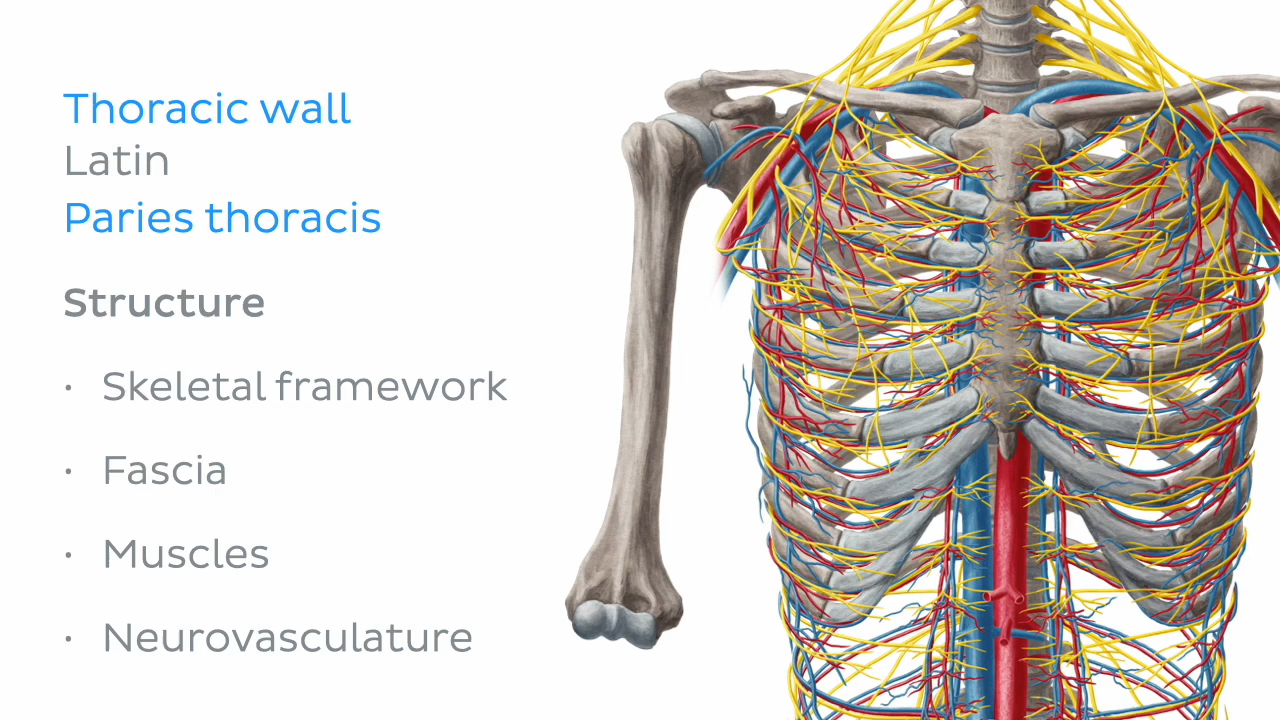 Thoracic wall
Latin
Paries thoracis
Structure
· Skeletal framework
· Fascia
· Muscles
· Neurovasculature